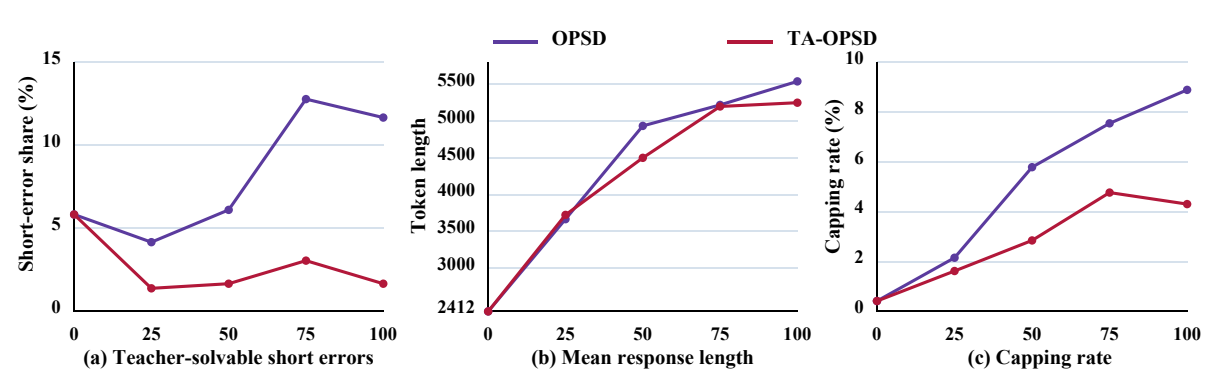 OPSD TA-OPSD
Short-error share (%)
15
10
5
0
0 25 50 75 100
(a) Teacher-solvable short errors
Token length
5500
5000
4500
4000
3500
3000
2412
0 25 50 75 100
(b) Mean response length
Capping rate (%)
10
8
6
4
2
0
0 25 50 75 100
(c) Capping rate